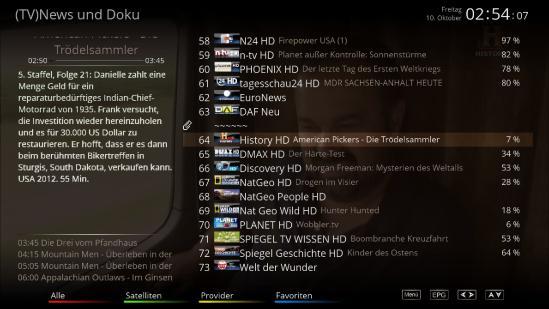 (TV)News und Doku
Freitag
10. Oktober
02:54:07
American Pickers - Die
Trödelsammler
02:50
03:45
5. Staffel, Folge 21: Danielle zahlt eine
Menge Geld für ein
reparaturbedürftiges Indian-Chief-
Motorrad von 1935. Frank versucht,
die Investition wieder hereinzuholen
und es für 30.000 US Dollar zu
restaurieren. Er hofft, dass er es dann
beim berühmten Bikertreffen in
Sturgis, South Dakota, verkaufen kann.
USA 2012. 55 Min.
03:45 Die Drei vom Pfandhaus
04:15 Mountain Men - Überleben in der
05:05 Mountain Men - Überleben in der
06:00 Appalachian Outlaws - Im Ginsen
58 N24 HD Firepower USA (1) 97 %
59 n-tv HD Planet außer Kontrolle: Sonnenstürme 82 %
60 PHOENIX HD Der letzte Tag des Ersten Weltkriegs 78 %
61 tagesschau24 HD MDR SACHSEN-ANHALT HEUTE 80 %
62 EuroNews
63 DAF Neu
~~~~~~
64 History HD American Pickers - Die Trödelsammler 7 %
65 DMAX HD Der Härte-Test 34 %
66 Discovery HD Morgan Freeman: Mysterien des Weltalls 53 %
67 NatGeo HD Drogen im Visier 28 %
68 NatGeo People HD
69 Nat Geo Wild HD Hunter Hunted 18 %
70 PLANET HD Wobbler.tv 6 %
71 SPIEGEL TV WISSEN HD Boombranche Kreuzfahrt 53 %
72 Spiegel Geschichte HD Kinder des Ostens 64 %
73 Welt der Wunder
Alle
Satelliten
Provider
Favoriten
Menü
EPG